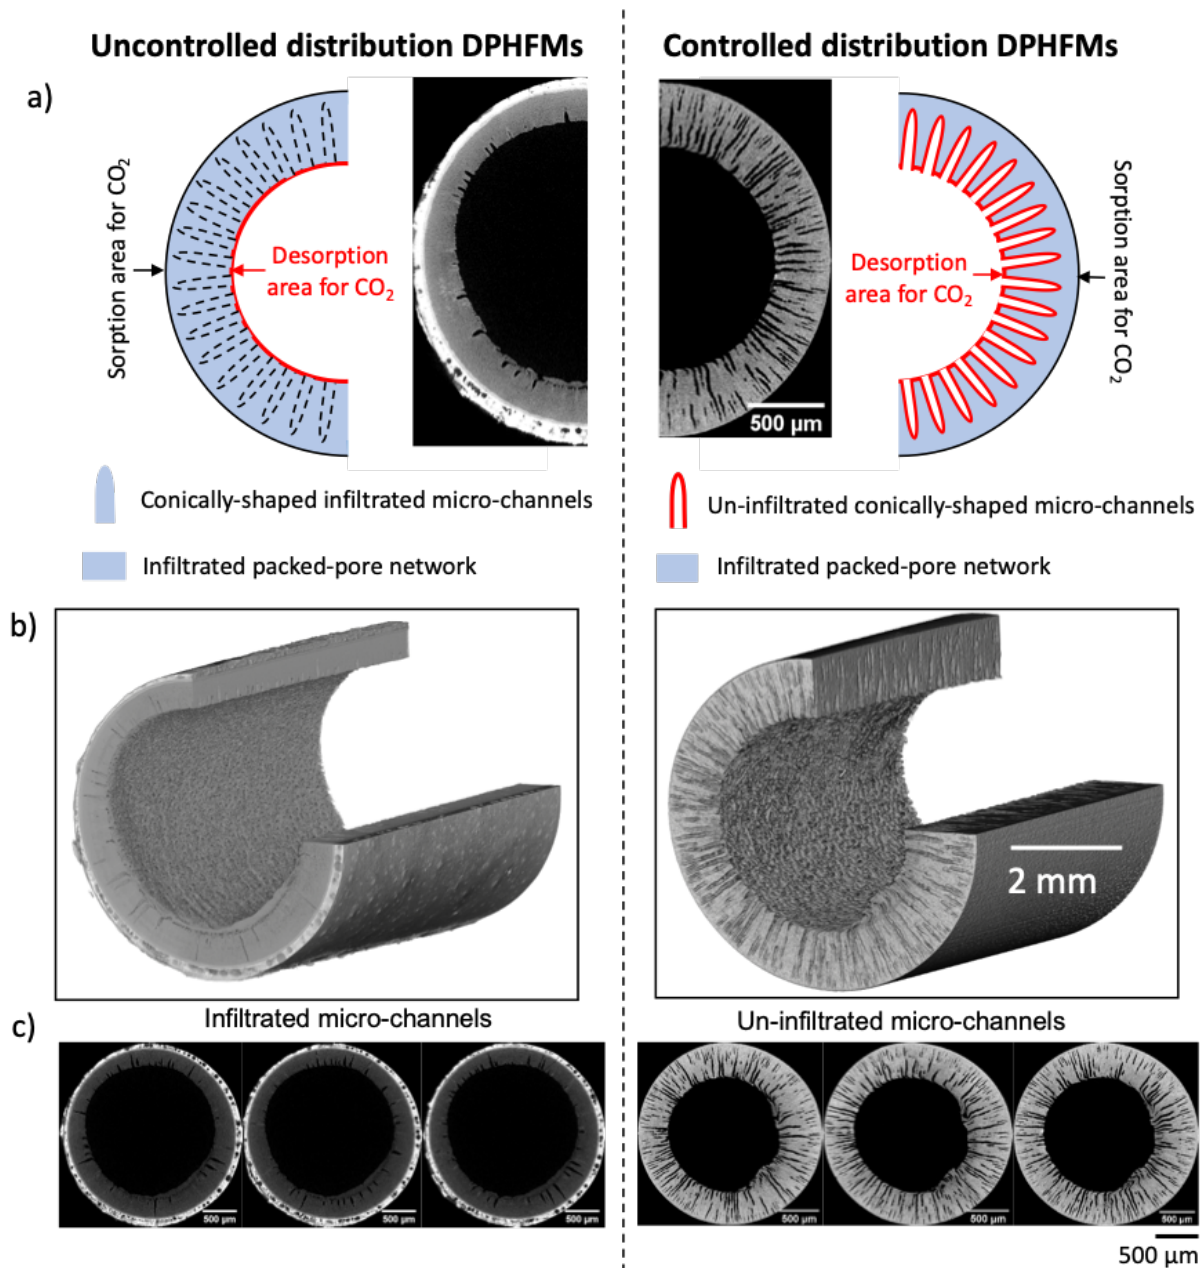 Uncontrolled distribution DPHFMs
Controlled distribution DPHFMs
a)
Sorption area for CO₂
Desorption
area for CO₂
500 µm
Desorption
area for CO₂
Sorption area for CO₂
Conically-shaped infiltrated micro-channels
Un-infiltrated conically-shaped micro-channels
Infiltrated packed-pore network
Infiltrated packed-pore network
b)
2 mm
Infiltrated micro-channels
Un-infiltrated micro-channels
c)
500 µm
500 µm
500 µm
500 µm
500 µm
500 µm
500 µm